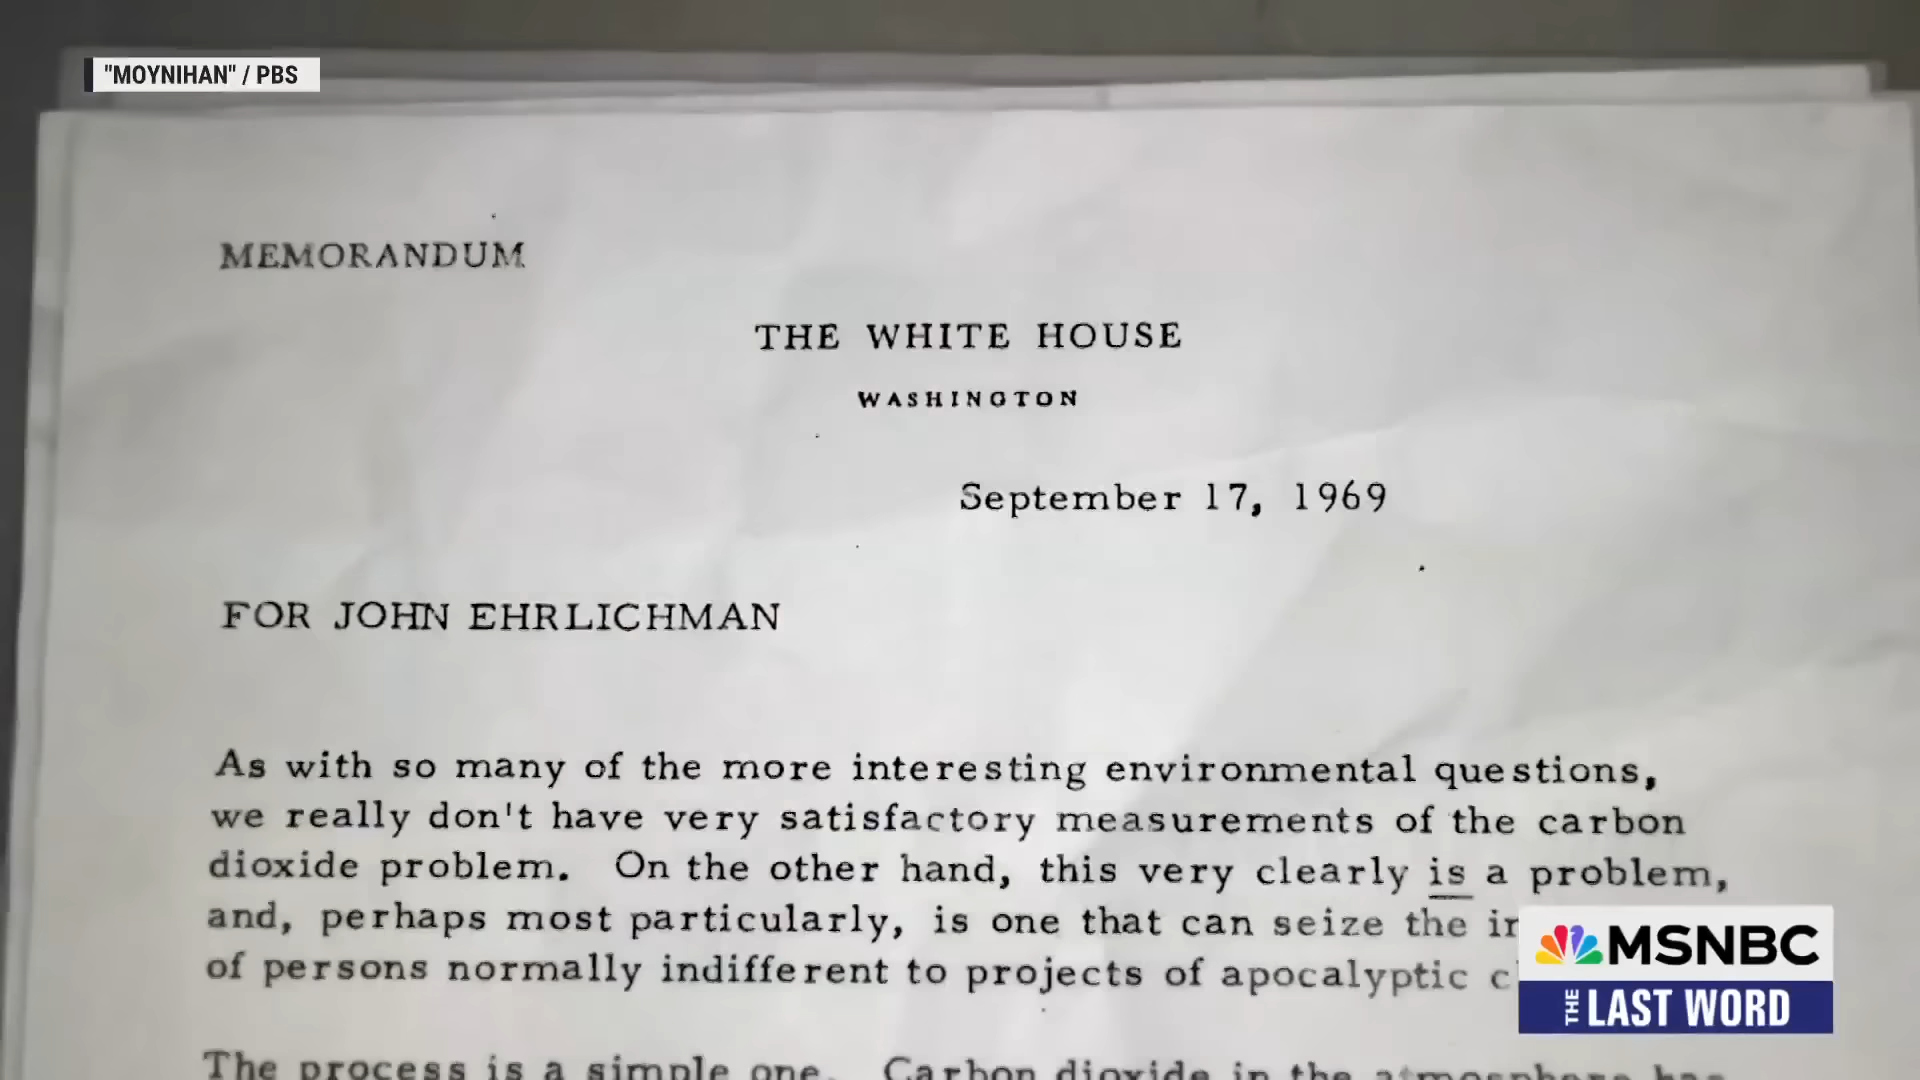 "MOYNIHAN" / PBS
MEMORANDUM
THE WHITE HOUSE
WASHINGTON
September 17, 1969
FOR JOHN EHRLICHMAN
As with so many of the more interesting environmental questions,
we really don't have very satisfactory measurements of the carbon
dioxide problem. On the other hand, this very clearly is a problem,
and, perhaps most particularly, is one that can seize the
of persons normally indifferent to projects of apocalyptic
The process is a simple one. Carbon dioxide in the atmosphere has
MSNBC
THE LAST WORD